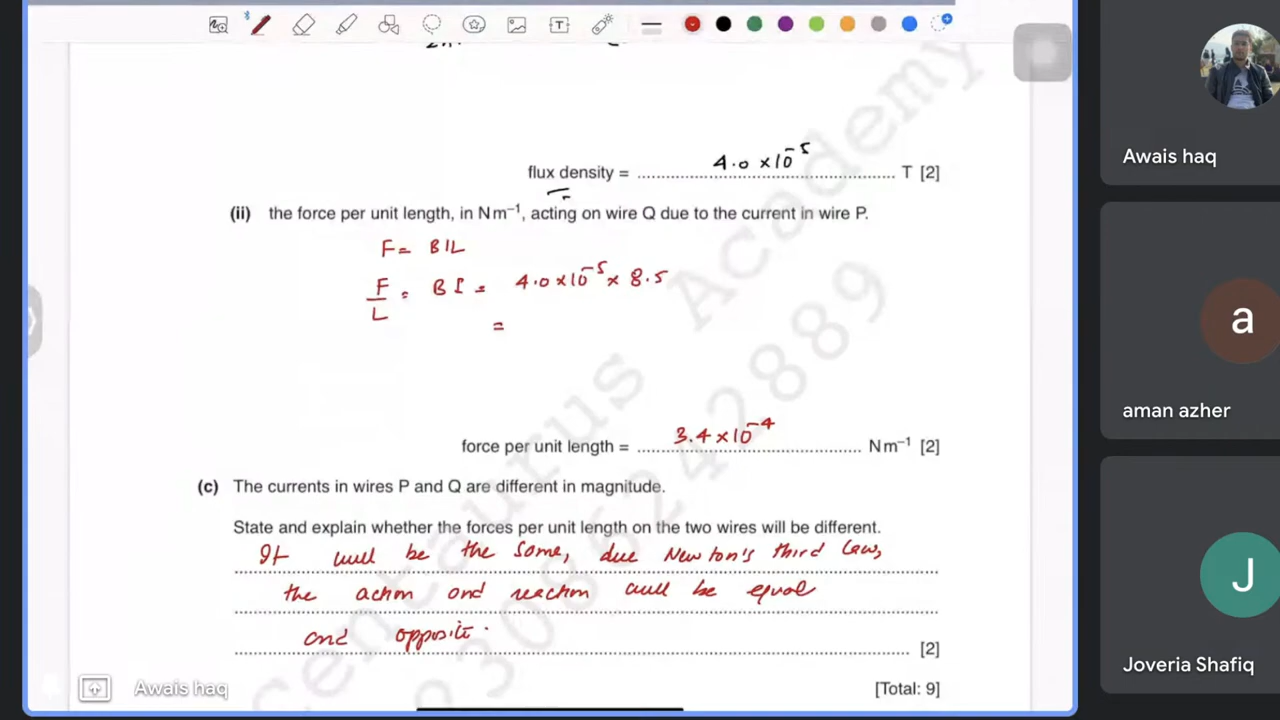 flux density = 4.0 ×10⁻⁵ T [2]
(ii) the force per unit length, in N m⁻¹, acting on wire Q due to the current in wire P.
F = BIL
F/L = BI = 4.0×10⁻⁵ × 8.5
=
force per unit length = 3.4×10⁻⁴ N m⁻¹ [2]
(c) The currents in wires P and Q are different in magnitude.
State and explain whether the forces per unit length on the two wires will be different.
It will be the same, due Newton's third law,
the action and reaction will be equal
and opposite.
[2]
[Total: 9]
Centaurus Academy
Awais haq
Awais haq
a
aman azher
J
Joveria Shafiq
T